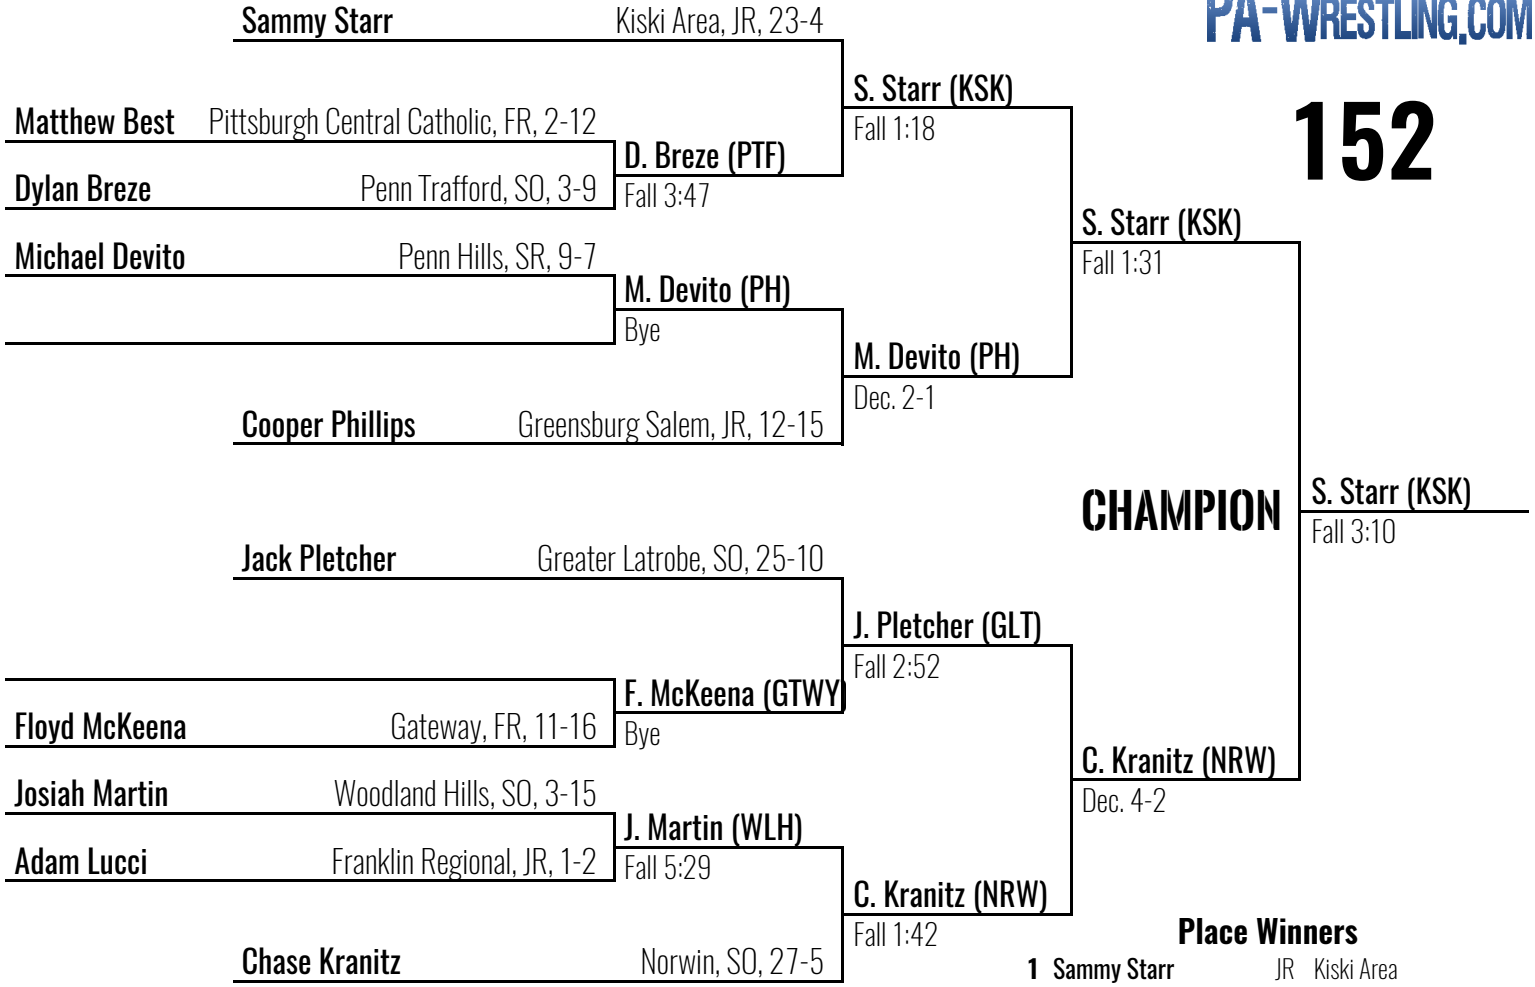 Sammy Starr Kiski Area, JR, 23-4
PA-WRESTLING.COM
S. Starr (KSK)
Fall 1:18
152
Matthew Best Pittsburgh Central Catholic, FR, 2-12
D. Breze (PTF)
Fall 3:47
Dylan Breze Penn Trafford, SO, 3-9
S. Starr (KSK)
Fall 1:31
Michael Devito Penn Hills, SR, 9-7
M. Devito (PH)
Bye
M. Devito (PH)
Dec. 2-1
Cooper Phillips Greensburg Salem, JR, 12-15
CHAMPION
S. Starr (KSK)
Fall 3:10
Jack Pletcher Greater Latrobe, SO, 25-10
J. Pletcher (GLT)
Fall 2:52
F. McKeena (GTWY)
Bye
Floyd McKeena Gateway, FR, 11-16
C. Kranitz (NRW)
Dec. 4-2
Josiah Martin Woodland Hills, SO, 3-15
J. Martin (WLH)
Fall 5:29
Adam Lucci Franklin Regional, JR, 1-2
C. Kranitz (NRW)
Fall 1:42
Chase Kranitz Norwin, SO, 27-5
Place Winners
1 Sammy Starr JR Kiski Area